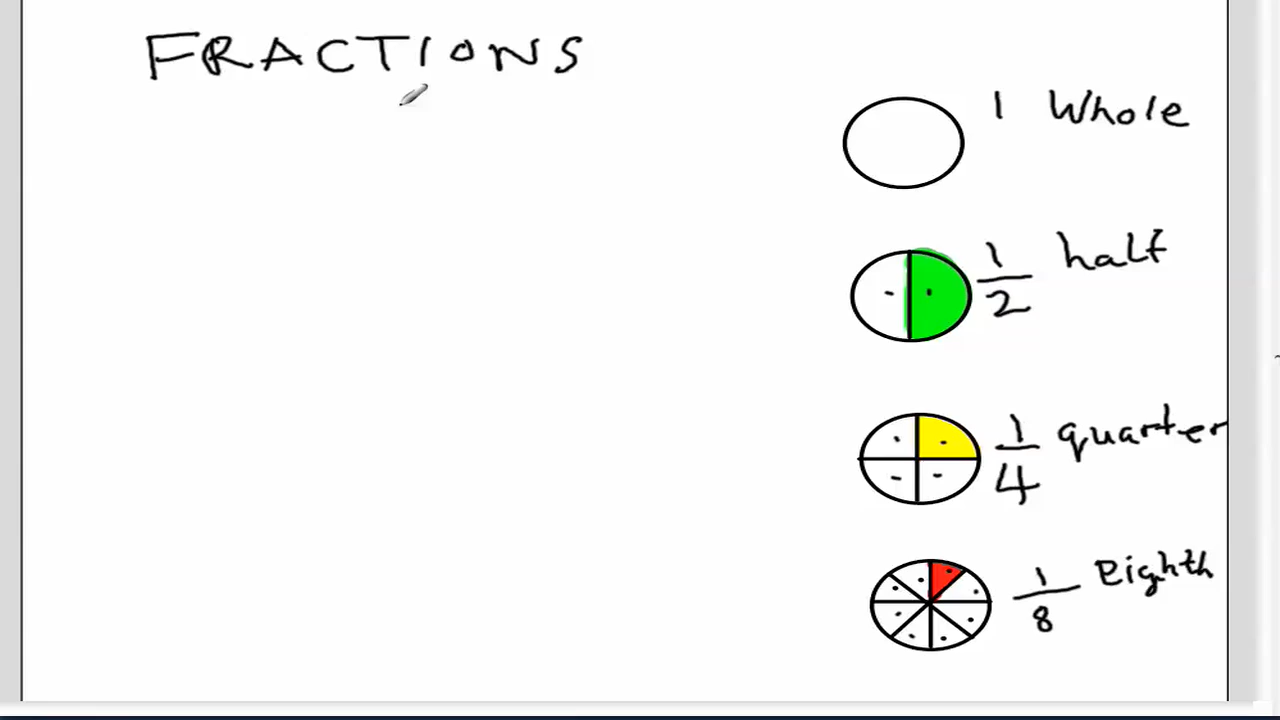 FRACTIONS
1 Whole
1/2 half
1/4 quarter
1/8 Eighth